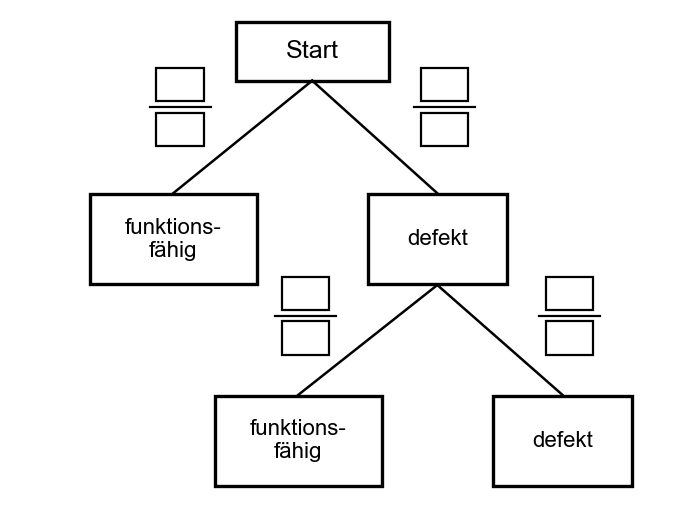 Start
funktions-
fähig
defekt
funktions-
fähig
defekt